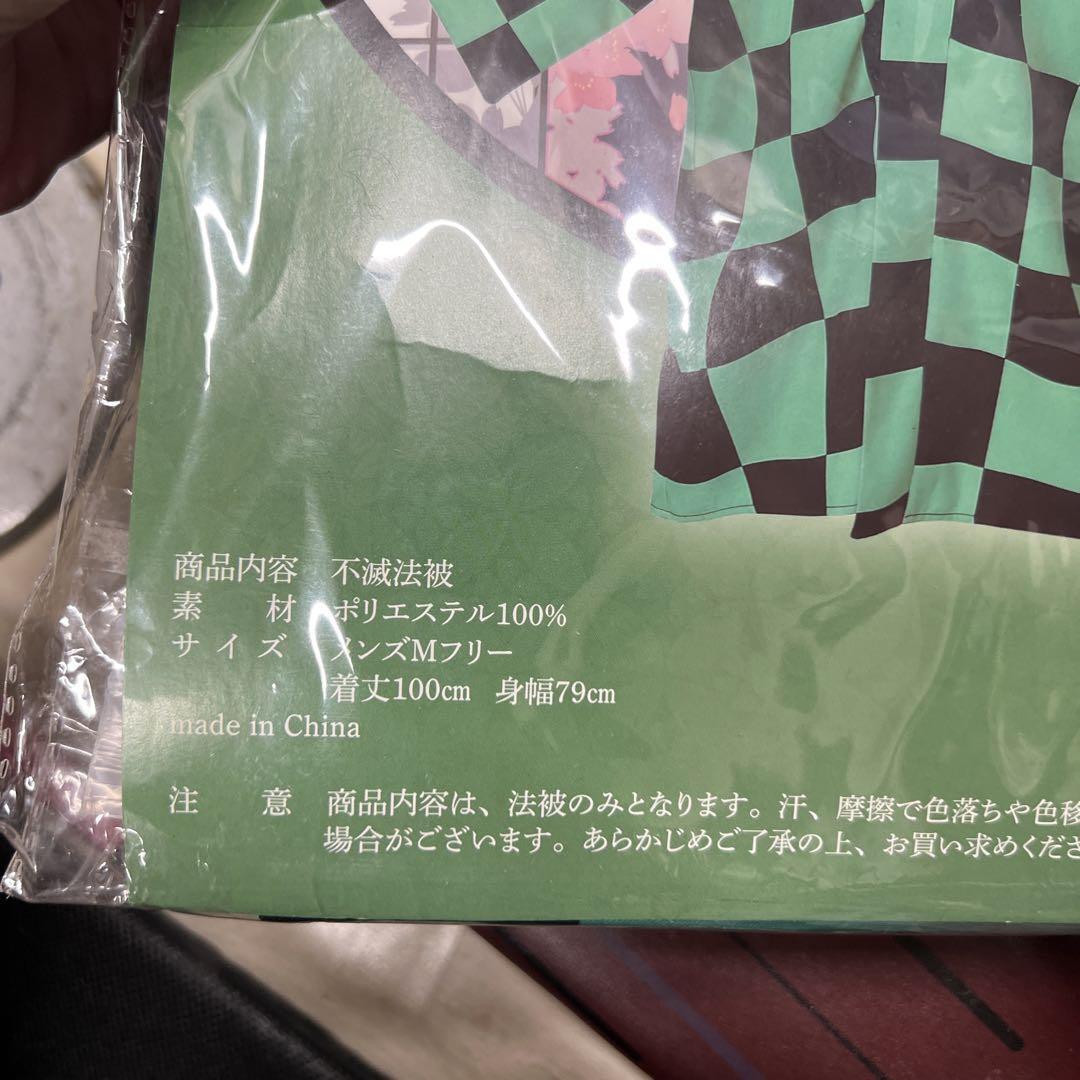 商品内容 不滅法被
素材 ポリエステル100%
サイズ メンズMフリー
着丈100cm 身幅79cm
made in China
注意 商品内容は、法被のみとなります。汗、摩擦で色落ちや色移
場合がございます。あらかじめご了承の上、お買い求めくださ